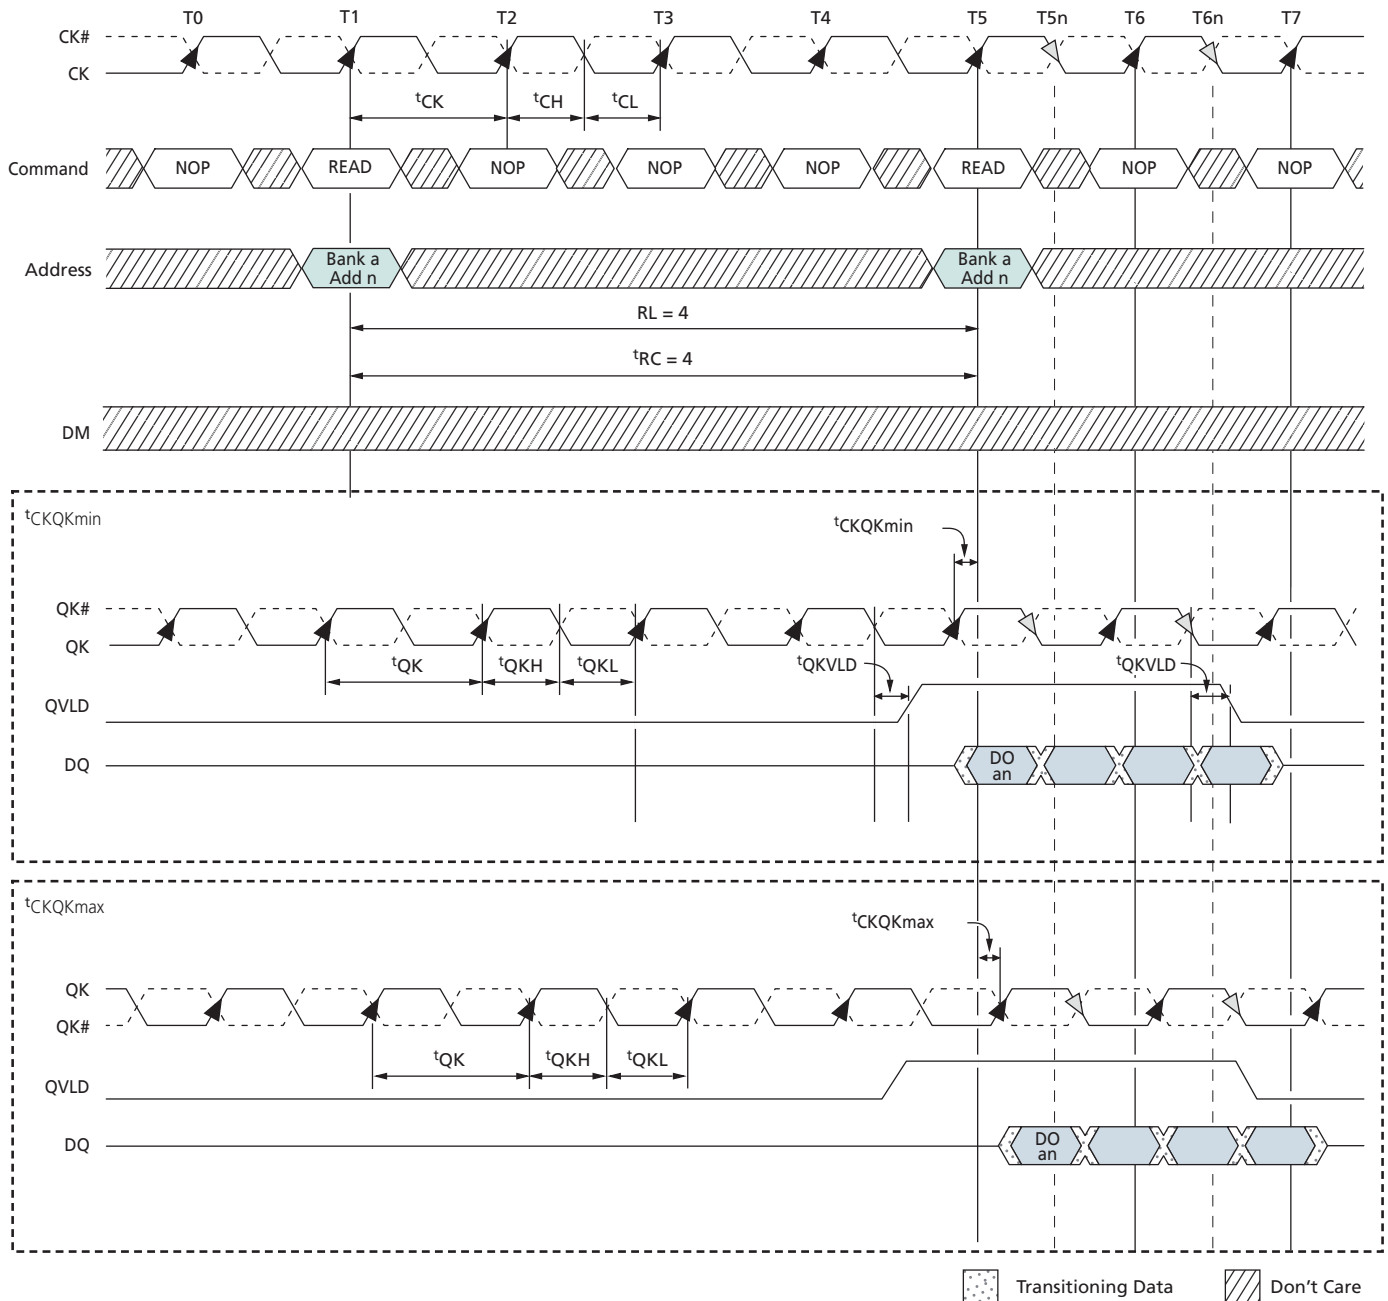 T0 T1 T2 T3 T4 T5 T5n T6 T6n T7
CK#
CK
tCK tCH tCL
Command NOP READ NOP NOP NOP READ NOP NOP
Address Bank a Bank a
Add n Add n
RL = 4
tRC = 4
DM
tCKQKmin
tCKQKmin
QK#
QK
tQK tQKH tQKL tQKVLD tQKVLD
QVLD
DQ DO
an
tCKQKmax
tCKQKmax
QK
QK#
tQK tQKH tQKL
QVLD
DQ DO
an
Transitioning Data Don't Care